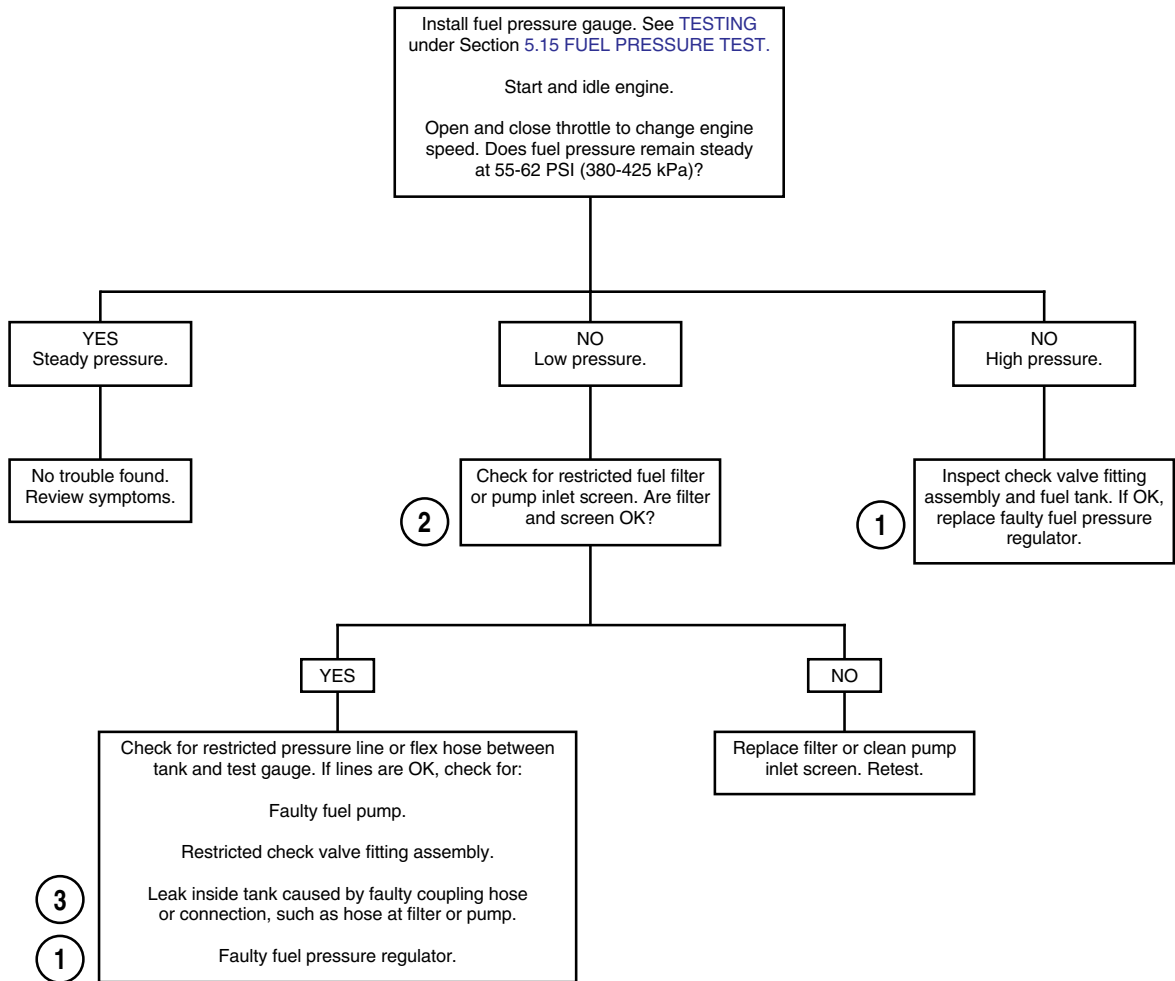 Install fuel pressure gauge. See TESTING
under Section 5.15 FUEL PRESSURE TEST.
Start and idle engine.
Open and close throttle to change engine
speed. Does fuel pressure remain steady
at 55-62 PSI (380-425 kPa)?
YES
Steady pressure.
NO
Low pressure.
NO
High pressure.
No trouble found.
Review symptoms.
Check for restricted fuel filter
or pump inlet screen. Are filter
and screen OK?
2
Inspect check valve fitting
assembly and fuel tank. If OK,
replace faulty fuel pressure
regulator.
1
YES
NO
Check for restricted pressure line or flex hose between
tank and test gauge. If lines are OK, check for:
Faulty fuel pump.
Restricted check valve fitting assembly.
Leak inside tank caused by faulty coupling hose
or connection, such as hose at filter or pump.
3
Faulty fuel pressure regulator.
1
Replace filter or clean pump
inlet screen. Retest.